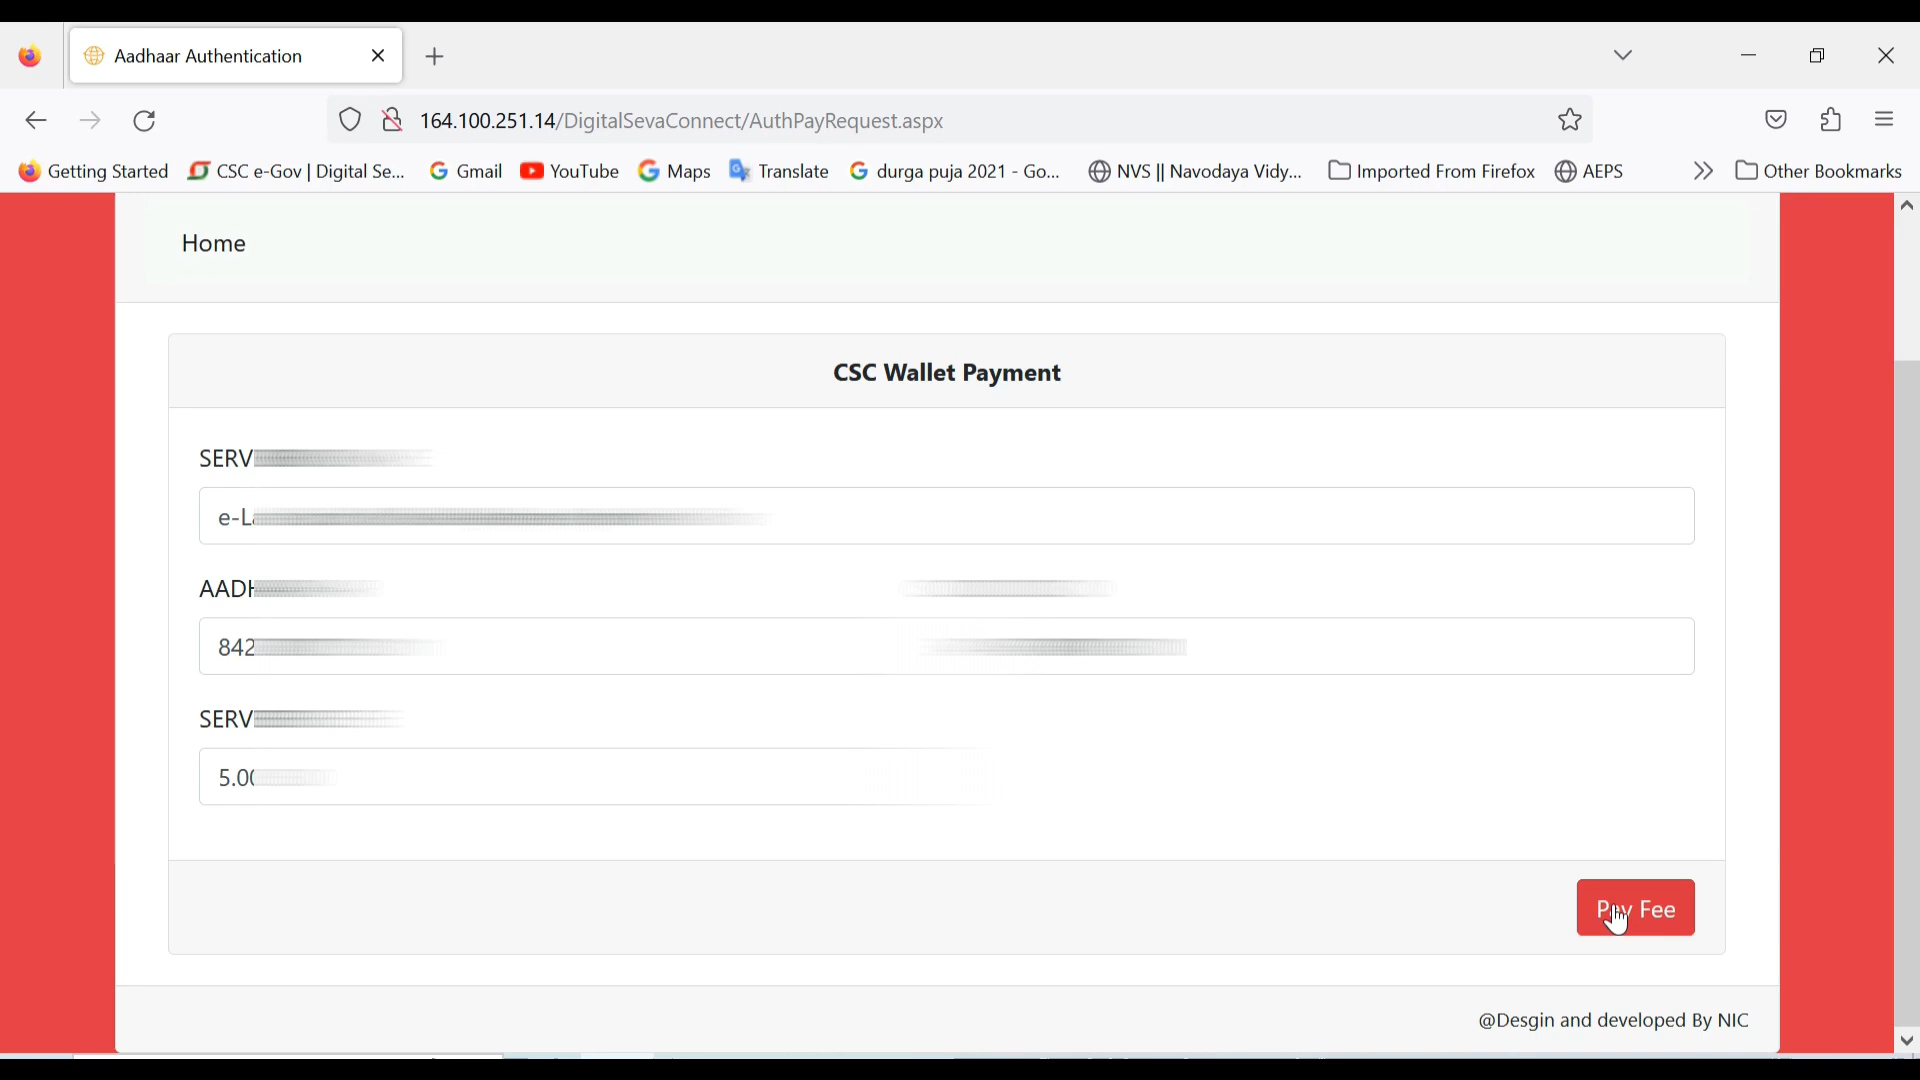 Aadhaar Authentication
164.100.251.14/DigitalSevaConnect/AuthPayRequest.aspx
Getting Started CSC e-Gov | Digital Se... Gmail YouTube Maps Translate durga puja 2021 - Go... NVS || Navodaya Vidy... Imported From Firefox AEPS Other Bookmarks
Home
CSC Wallet Payment
SERV
e-L
AADH
842
SERV
5.00
Pay Fee
@Desgin and developed By NIC